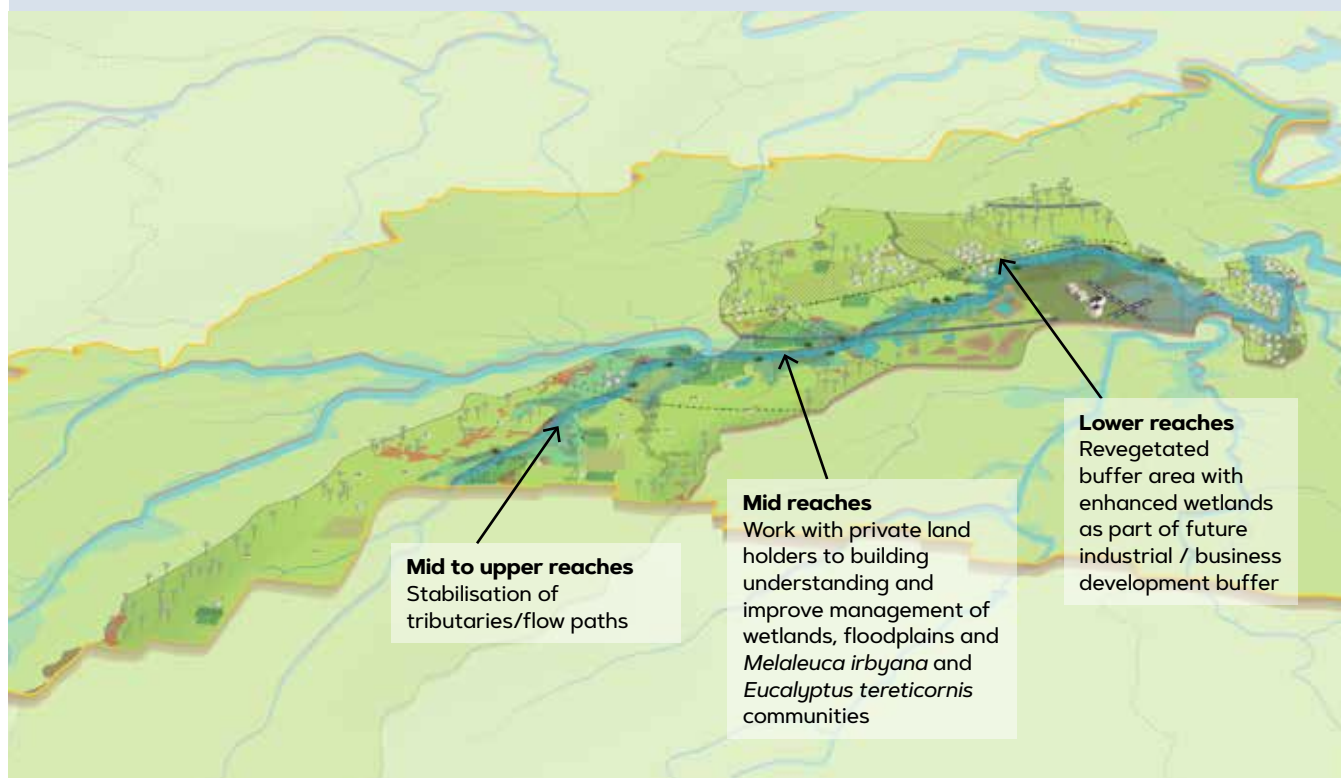 Mid to upper reaches
Stabilisation of
tributaries/flow paths
Mid reaches
Work with private land
holders to building
understanding and
improve management of
wetlands, floodplains and
Melaleuca irbyana and
Eucalyptus tereticornis
communities
Lower reaches
Revegetated
buffer area with
enhanced wetlands
as part of future
industrial / business
development buffer